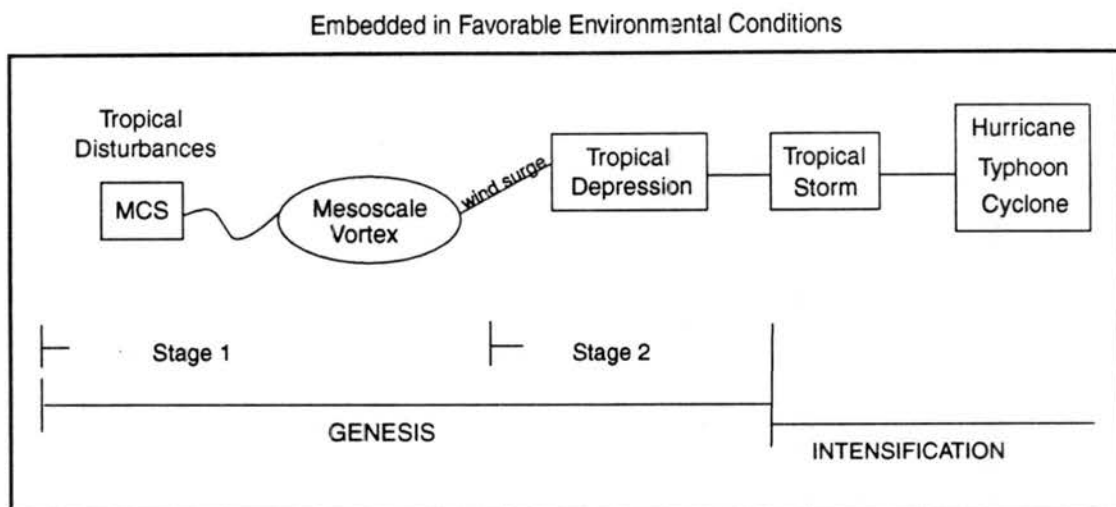 Embedded in Favorable Environmental Conditions
Tropical
Disturbances
MCS
Mesoscale
Vortex
wind surge
Tropical
Depression
Tropical
Storm
Hurricane
Typhoon
Cyclone
Stage 1
Stage 2
GENESIS
INTENSIFICATION